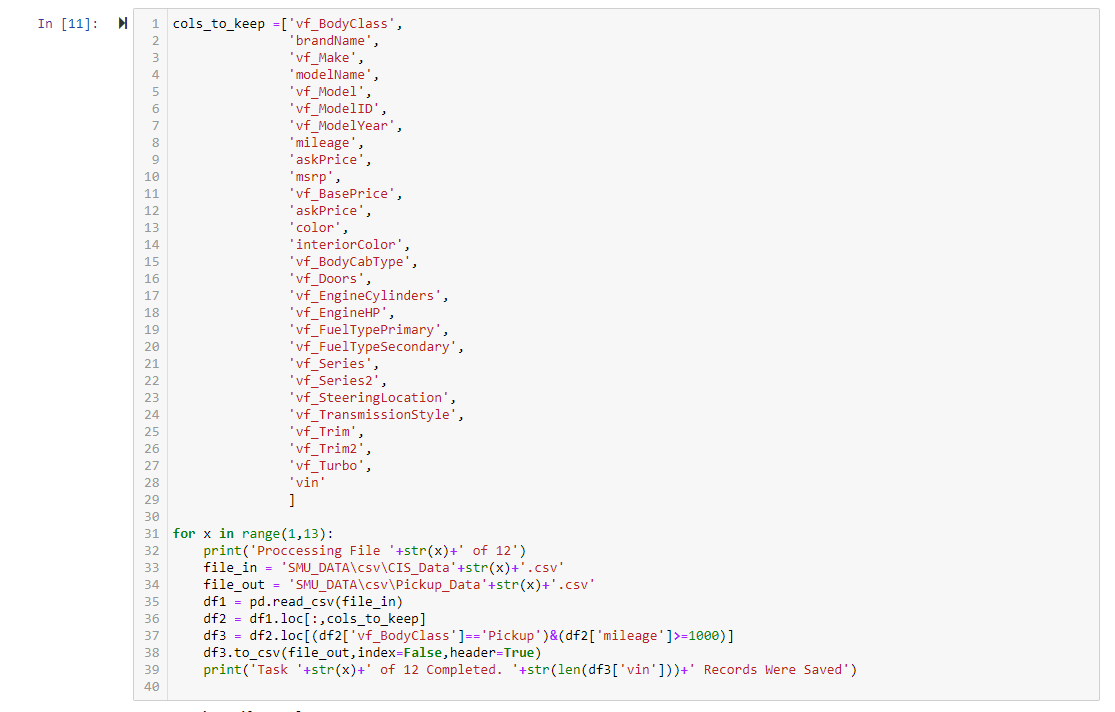 In [11]:
1 cols_to_keep =['vf_BodyClass',
2 'brandName',
3 'vf_Make',
4 'modelName',
5 'vf_Model',
6 'vf_ModelID',
7 'vf_ModelYear',
8 'mileage',
9 'askPrice',
10 'msrp',
11 'vf_BasePrice',
12 'askPrice',
13 'color',
14 'interiorColor',
15 'vf_BodyCabType',
16 'vf_Doors',
17 'vf_EngineCylinders',
18 'vf_EngineHP',
19 'vf_FuelTypePrimary',
20 'vf_FuelTypeSecondary',
21 'vf_Series',
22 'vf_Series2',
23 'vf_SteeringLocation',
24 'vf_TransmissionStyle',
25 'vf_Trim',
26 'vf_Trim2',
27 'vf_Turbo',
28 'vin'
29 ]
30
31 for x in range(1,13):
32 print('Proccessing File '+str(x)+' of 12')
33 file_in = 'SMU_DATA\csv\CIS_Data'+str(x)+'.csv'
34 file_out = 'SMU_DATA\csv\Pickup_Data'+str(x)+'.csv'
35 df1 = pd.read_csv(file_in)
36 df2 = df1.loc[:,cols_to_keep]
37 df3 = df2.loc[(df2['vf_BodyClass']=='Pickup')&(df2['mileage']>=1000)]
38 df3.to_csv(file_out,index=False,header=True)
39 print('Task '+str(x)+' of 12 Completed. '+str(len(df3['vin']))+' Records Were Saved')
40